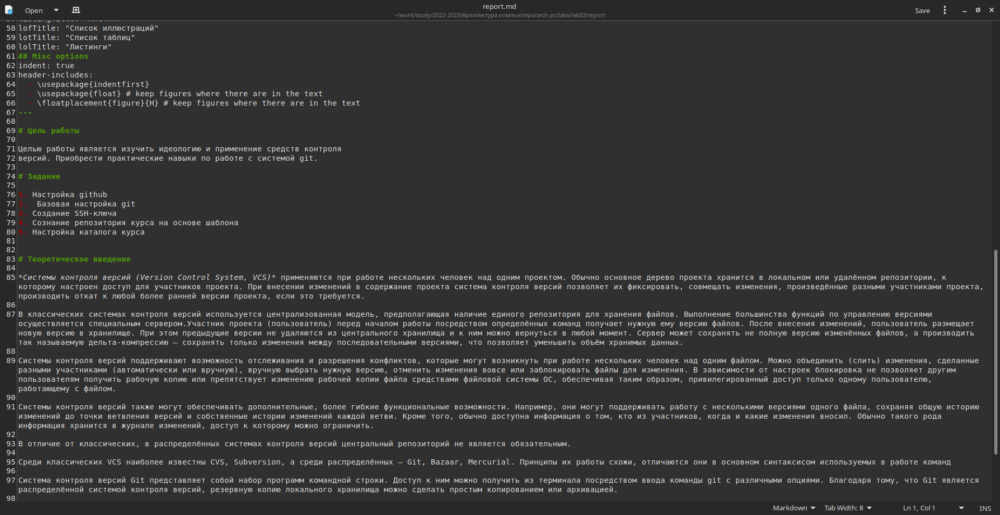 Open
report.md
~/work/study/2022-2023/Архитектура компьютера/arch-pc/labs/lab03/report
Save
58 lofTitle: "Список иллюстраций"
59 lotTitle: "Список таблиц"
60 lolTitle: "Листинги"
61 ## Misc options
62 indent: true
63 header-includes:
64   - \usepackage{indentfirst}
65   - \usepackage{float} # keep figures where there are in the text
66   - \floatplacement{figure}{H} # keep figures where there are in the text
67 ---
68
69 # Цель работы
70
71 Целью работы является изучить идеологию и применение средств контроля
72 версий. Приобрести практические навыки по работе с системой git.
73
74 # Задание
75
76 1. Настройка github
77 2.  Базовая настройка git
78 3. Создание SSH-ключа
79 4. Сознание репозитория курса на основе шаблона
80 5. Настройка каталога курса
81
82
83 # Теоретическое введение
84
85 *Системы контроля версий (Version Control System, VCS)* применяются при работе нескольких человек над одним проектом. Обычно основное дерево проекта хранится в локальном или удалённом репозитории, к
которому настроен доступ для участников проекта. При внесении изменений в содержание проекта система контроля версий позволяет их фиксировать, совмещать изменения, произведённые разными участниками проекта,
производить откат к любой более ранней версии проекта, если это требуется.
86
87 В классических системах контроля версий используется централизованная модель, предполагающая наличие единого репозитория для хранения файлов. Выполнение большинства функций по управлению версиями
осуществляется специальным сервером.Участник проекта (пользователь) перед началом работы посредством определённых команд получает нужную ему версию файлов. После внесения изменений, пользователь размещает
новую версию в хранилище. При этом предыдущие версии не удаляются из центрального хранилища и к ним можно вернуться в любой момент. Сервер может сохранять не полную версию изменённых файлов, а производить
так называемую дельта-компрессию — сохранять только изменения между последовательными версиями, что позволяет уменьшить объём хранимых данных.
88
89 Системы контроля версий поддерживают возможность отслеживания и разрешения конфликтов, которые могут возникнуть при работе нескольких человек над одним файлом. Можно объединить (слить) изменения, сделанные
разными участниками (автоматически или вручную), вручную выбрать нужную версию, отменить изменения вовсе или заблокировать файлы для изменения. В зависимости от настроек блокировка не позволяет другим
пользователям получить рабочую копию или препятствует изменению рабочей копии файла средствами файловой системы ОС, обеспечивая таким образом, привилегированный доступ только одному пользователю,
работающему с файлом.
90
91 Системы контроля версий также могут обеспечивать дополнительные, более гибкие функциональные возможности. Например, они могут поддерживать работу с несколькими версиями одного файла, сохраняя общую историю
изменений до точки ветвления версий и собственные истории изменений каждой ветви. Кроме того, обычно доступна информация о том, кто из участников, когда и какие изменения вносил. Обычно такого рода
информация хранится в журнале изменений, доступ к которому можно ограничить.
92
93 В отличие от классических, в распределённых системах контроля версий центральный репозиторий не является обязательным.
94
95 Среди классических VCS наиболее известны CVS, Subversion, а среди распределённых — Git, Bazaar, Mercurial. Принципы их работы схожи, отличаются они в основном синтаксисом используемых в работе команд
96
97 Система контроля версий Git представляет собой набор программ командной строки. Доступ к ним можно получить из терминала посредством ввода команды git с различными опциями. Благодаря тому, что Git является
распределённой системой контроля версий, резервную копию локального хранилища можно сделать простым копированием или архивацией.
98
Markdown
Tab Width: 8
Ln 1, Col 1
INS